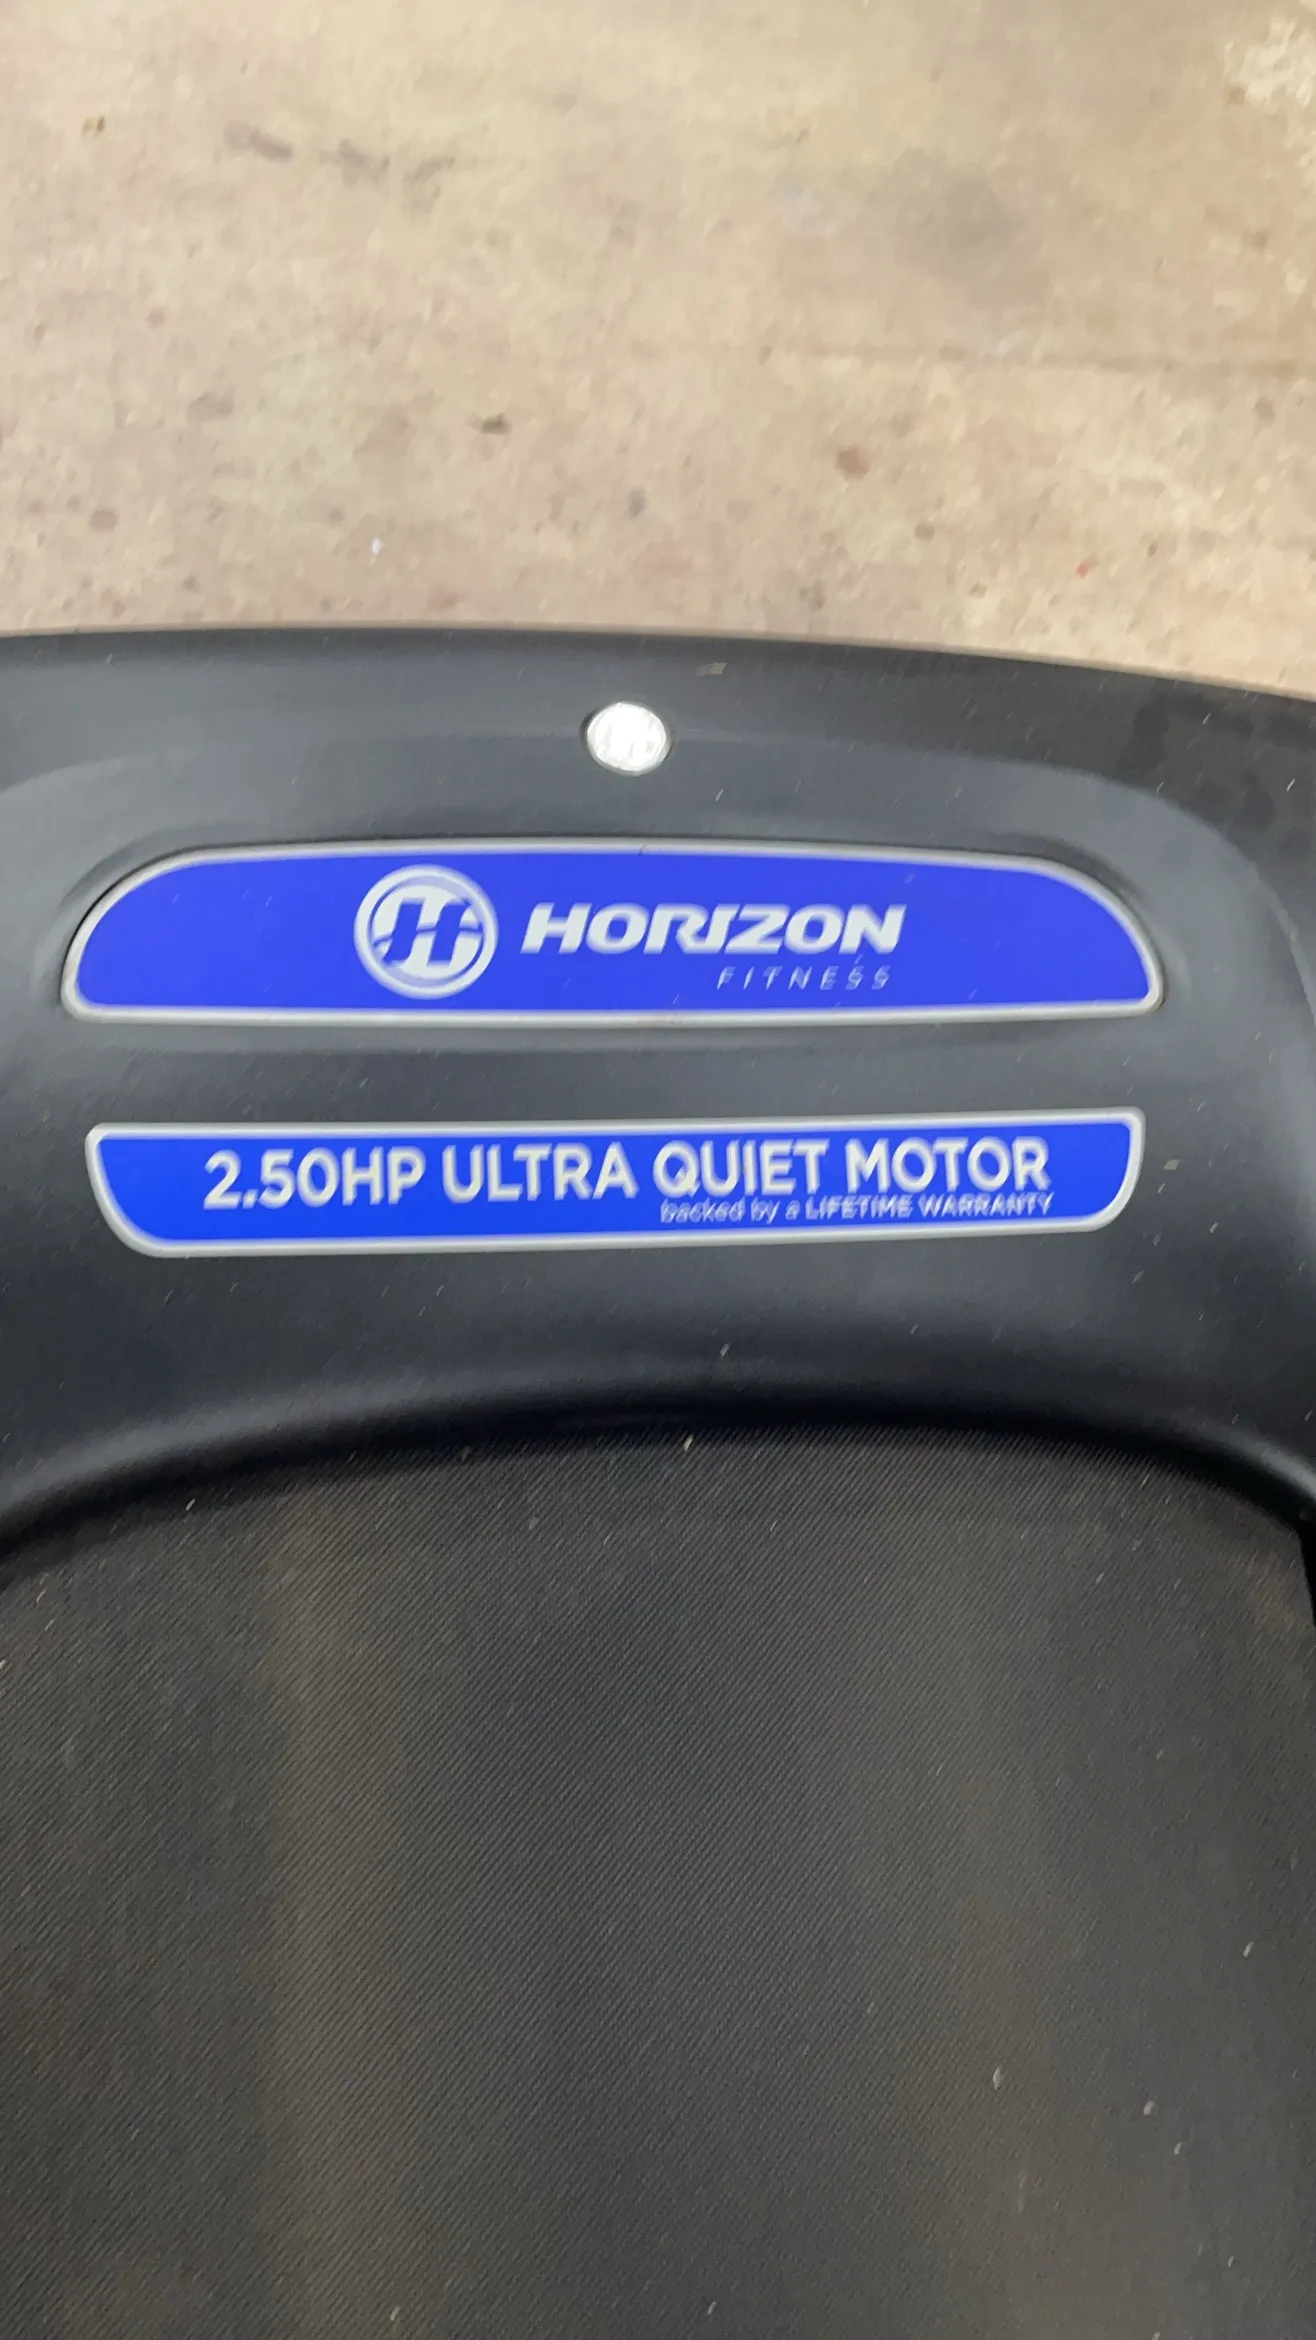 HORIZON
FITNESS
2.50HP ULTRA QUIET MOTOR
backed by a LIFETIME WARRANTY